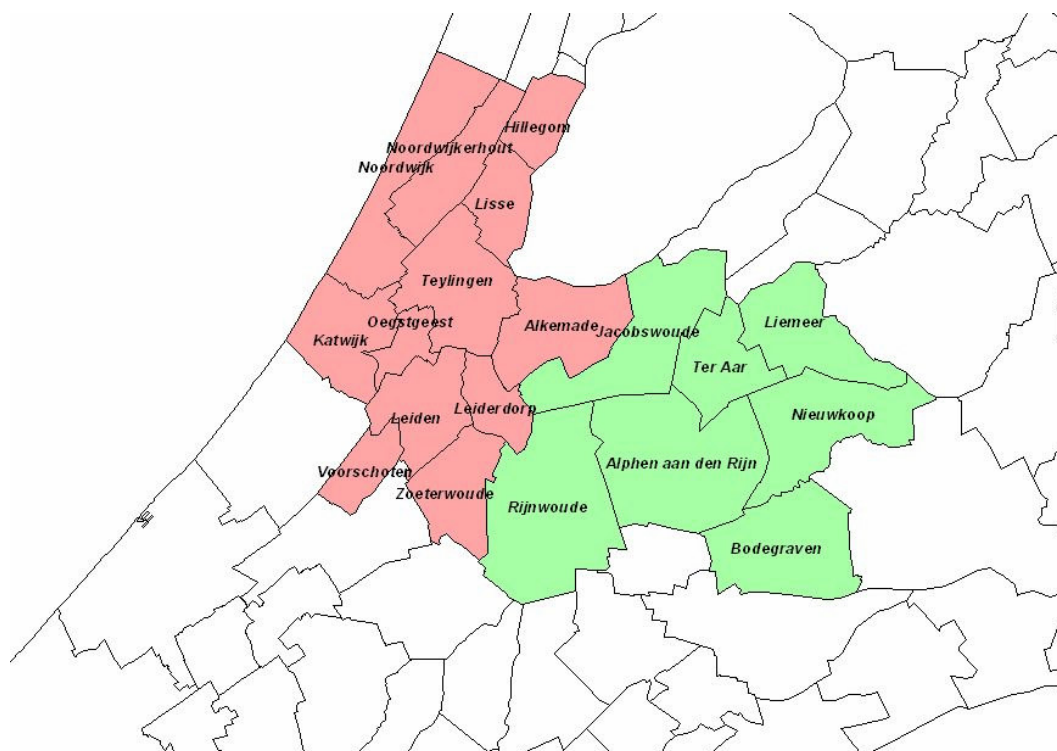 Hillegom
Noordwijkerhout
Noordwijk
Lisse
Teylingen
Oegstgeest
Katwijk
Alkemade
Jacobswoude
Liemeer
Ter Aar
Leiderdorp
Leiden
Nieuwkoop
Voorschoten
Zoeterwoude
Alphen aan den Rijn
Rijnwoude
Bodegraven